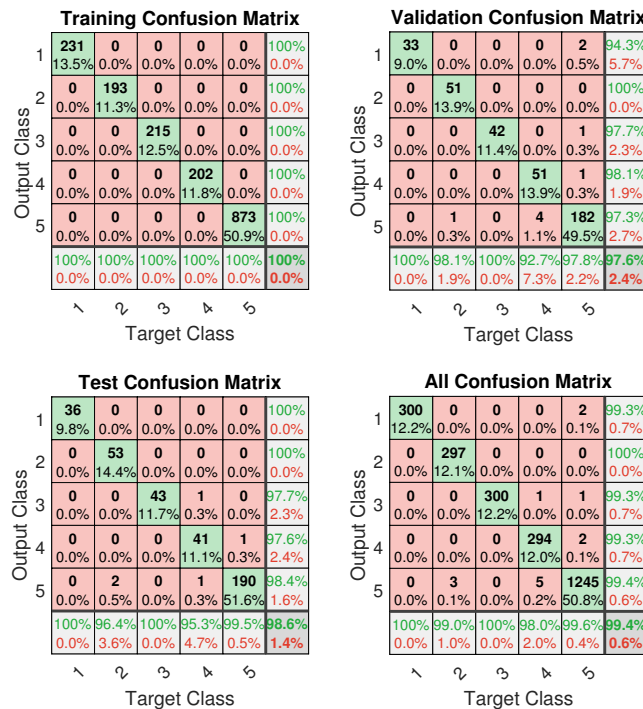 Training Confusion Matrix
1 231 0 0 0 0 100%
13.5% 0.0% 0.0% 0.0% 0.0% 0.0%
2 0 193 0 0 0 100%
0.0% 11.3% 0.0% 0.0% 0.0% 0.0%
3 0 0 215 0 0 100%
0.0% 0.0% 12.5% 0.0% 0.0% 0.0%
4 0 0 0 202 0 100%
0.0% 0.0% 0.0% 11.8% 0.0% 0.0%
5 0 0 0 0 873 100%
0.0% 0.0% 0.0% 0.0% 50.9% 0.0%
100% 100% 100% 100% 100% 100%
0.0% 0.0% 0.0% 0.0% 0.0% 0.0%
1 2 3 4 5
Target Class
Output Class
Validation Confusion Matrix
1 33 0 0 0 2 94.3%
9.0% 0.0% 0.0% 0.0% 0.5% 5.7%
2 0 51 0 0 0 100%
0.0% 13.9% 0.0% 0.0% 0.0% 0.0%
3 0 0 42 0 1 97.7%
0.0% 0.0% 11.4% 0.0% 0.3% 2.3%
4 0 0 0 51 1 98.1%
0.0% 0.0% 0.0% 13.9% 0.3% 1.9%
5 0 1 0 4 182 97.3%
0.0% 0.3% 0.0% 1.1% 49.5% 2.7%
100% 98.1% 100% 92.7% 97.8% 97.6%
0.0% 1.9% 0.0% 7.3% 2.2% 2.4%
1 2 3 4 5
Target Class
Output Class
Test Confusion Matrix
1 36 0 0 0 0 100%
9.8% 0.0% 0.0% 0.0% 0.0% 0.0%
2 0 53 0 0 0 100%
0.0% 14.4% 0.0% 0.0% 0.0% 0.0%
3 0 0 43 1 0 97.7%
0.0% 0.0% 11.7% 0.3% 0.0% 2.3%
4 0 0 0 41 1 97.6%
0.0% 0.0% 0.0% 11.1% 0.3% 2.4%
5 0 2 0 1 190 98.4%
0.0% 0.5% 0.0% 0.3% 51.6% 1.6%
100% 96.4% 100% 95.3% 99.5% 98.6%
0.0% 3.6% 0.0% 4.7% 0.5% 1.4%
1 2 3 4 5
Target Class
Output Class
All Confusion Matrix
1 300 0 0 0 2 99.3%
12.2% 0.0% 0.0% 0.0% 0.1% 0.7%
2 0 297 0 0 0 100%
0.0% 12.1% 0.0% 0.0% 0.0% 0.0%
3 0 0 300 1 1 99.3%
0.0% 0.0% 12.2% 0.0% 0.0% 0.7%
4 0 0 0 294 2 99.3%
0.0% 0.0% 0.0% 12.0% 0.1% 0.7%
5 0 3 0 5 1245 99.4%
0.0% 0.1% 0.0% 0.2% 50.8% 0.6%
100% 99.0% 100% 98.0% 99.6% 99.4%
0.0% 1.0% 0.0% 2.0% 0.4% 0.6%
1 2 3 4 5
Target Class
Output Class